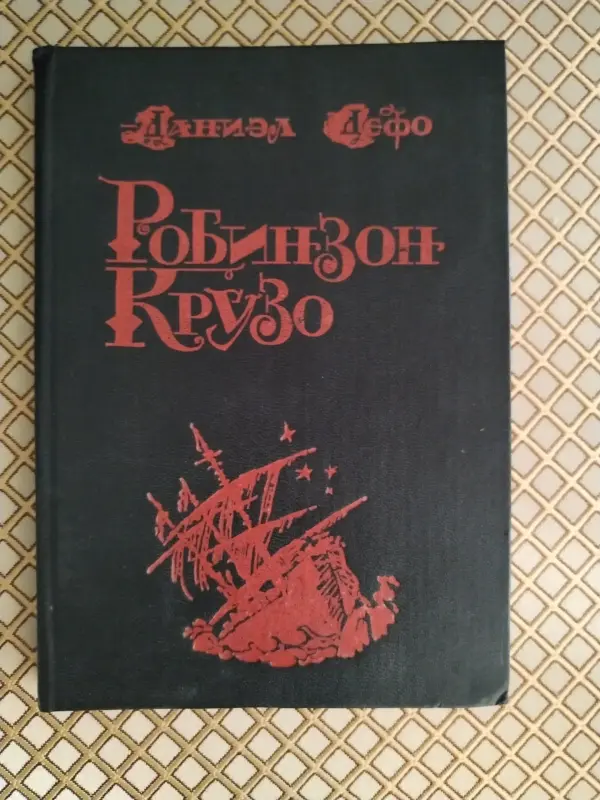 Даниэл Дефо
Робинзон
Крузо